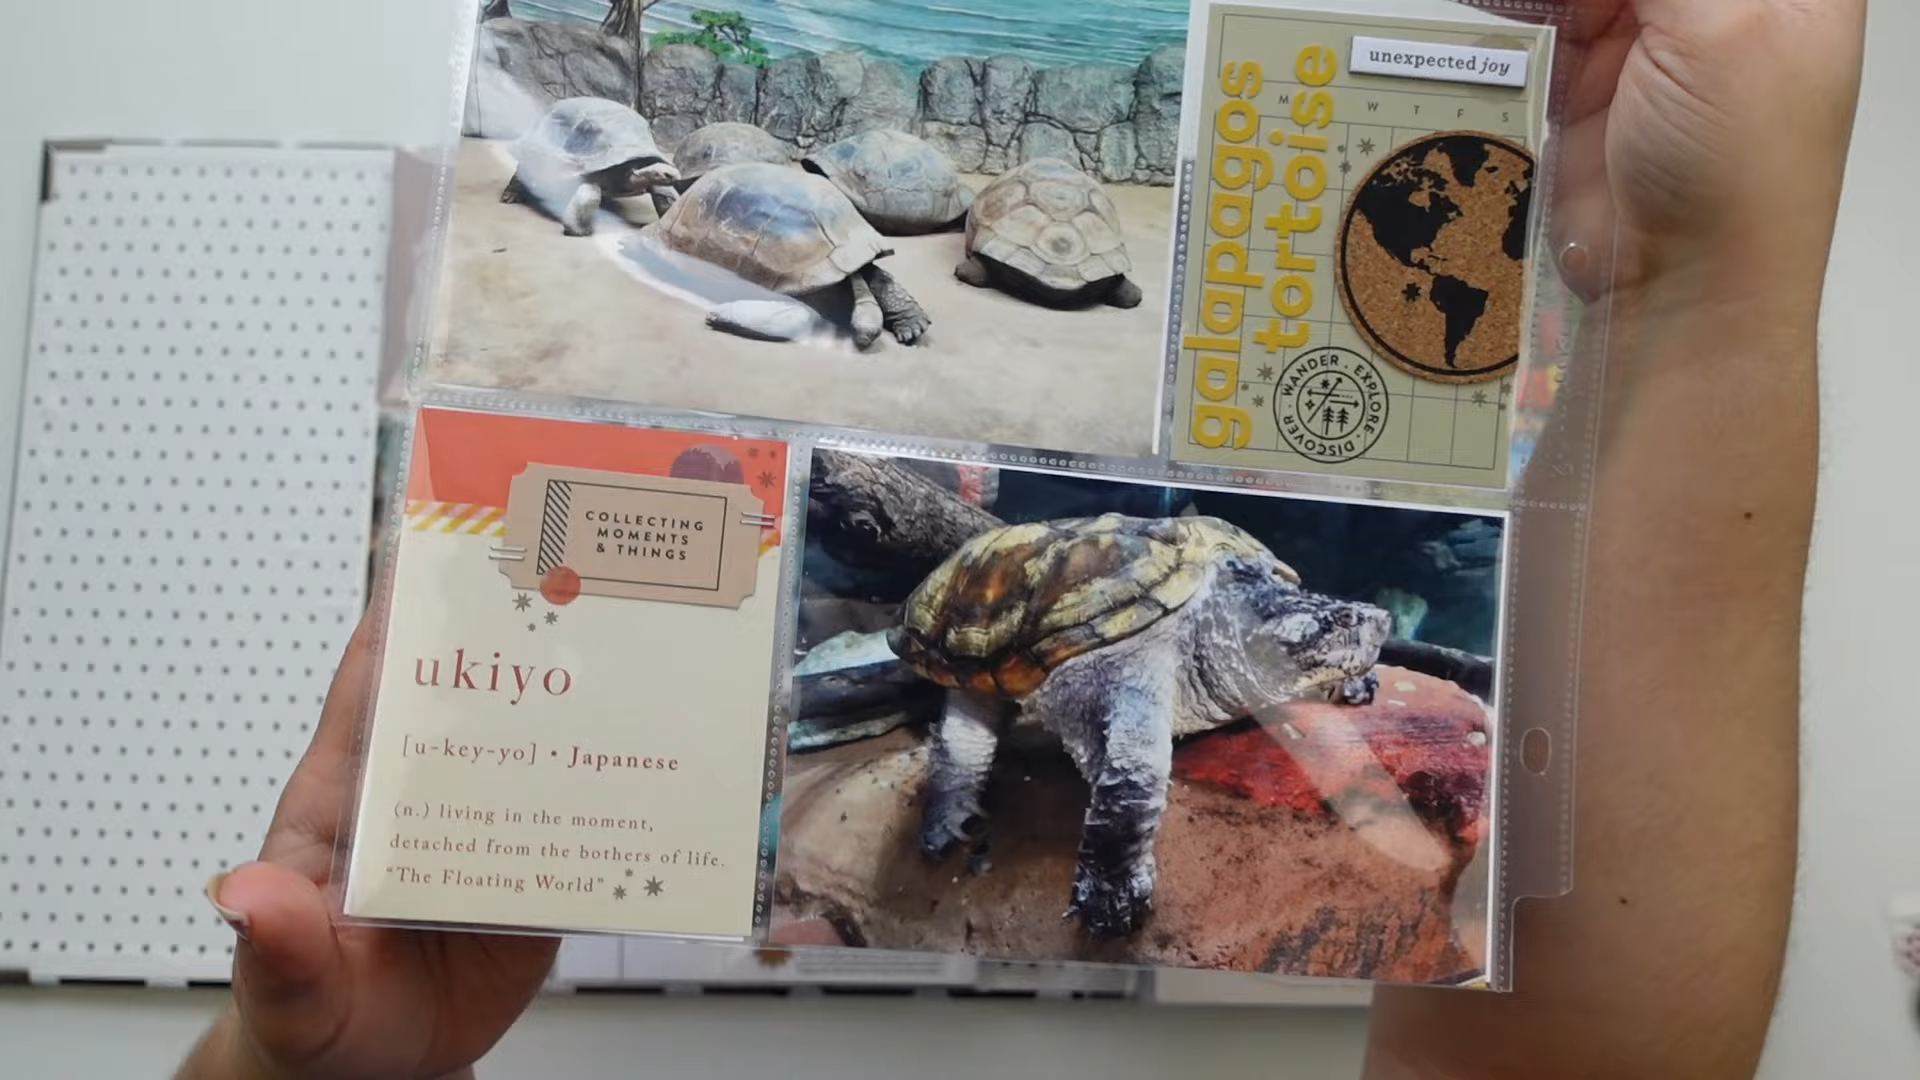 unexpected joy
galapagos
tortoise
M W T F S
WANDER · EXPLORE · DISCOVER ·
COLLECTING
MOMENTS
& THINGS
ukiyo
[u-key-yo] • Japanese
(n.) living in the moment,
detached from the bothers of life.
“The Floating World”